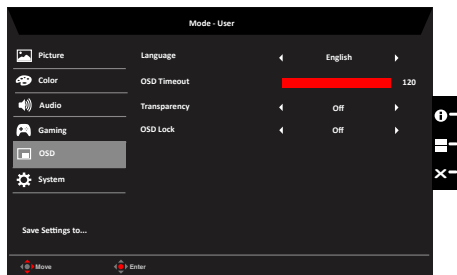 Mode - User
Picture
Color
Audio
Gaming
OSD
System
Save Settings to...
Language English
OSD Timeout 120
Transparency Off
OSD Lock Off
Move Enter